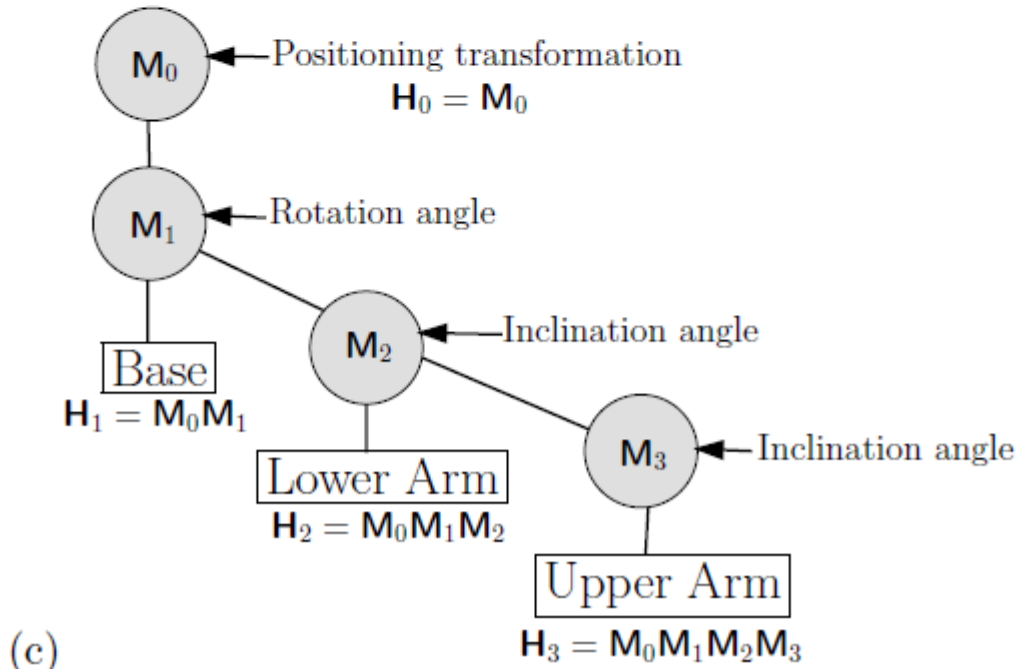 M₀
Positioning transformation
H₀ = M₀
M₁
Rotation angle
M₂
Inclination angle
Base
H₁ = M₀M₁
M₃
Inclination angle
Lower Arm
H₂ = M₀M₁M₂
Upper Arm
H₃ = M₀M₁M₂M₃
(c)